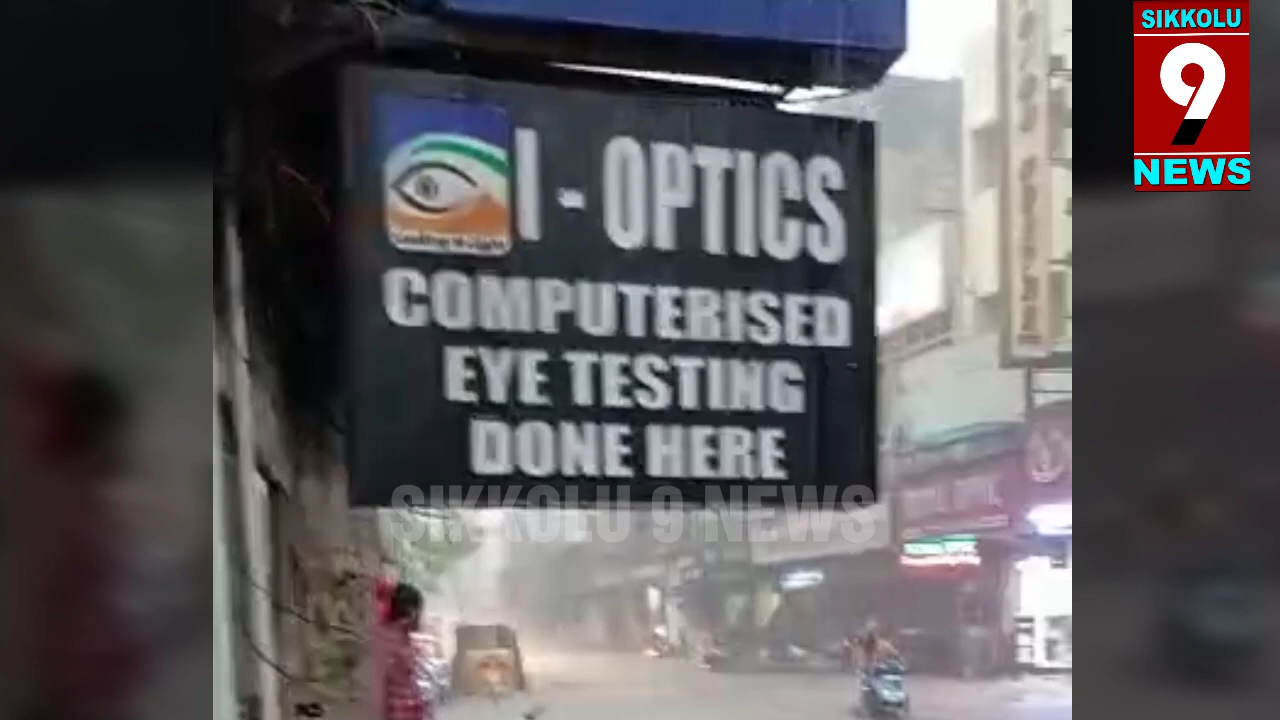 SIKKOLU
9
NEWS
I - OPTICS
COMPUTERISED
EYE TESTING
DONE HERE
SIKKOLU 9 NEWS